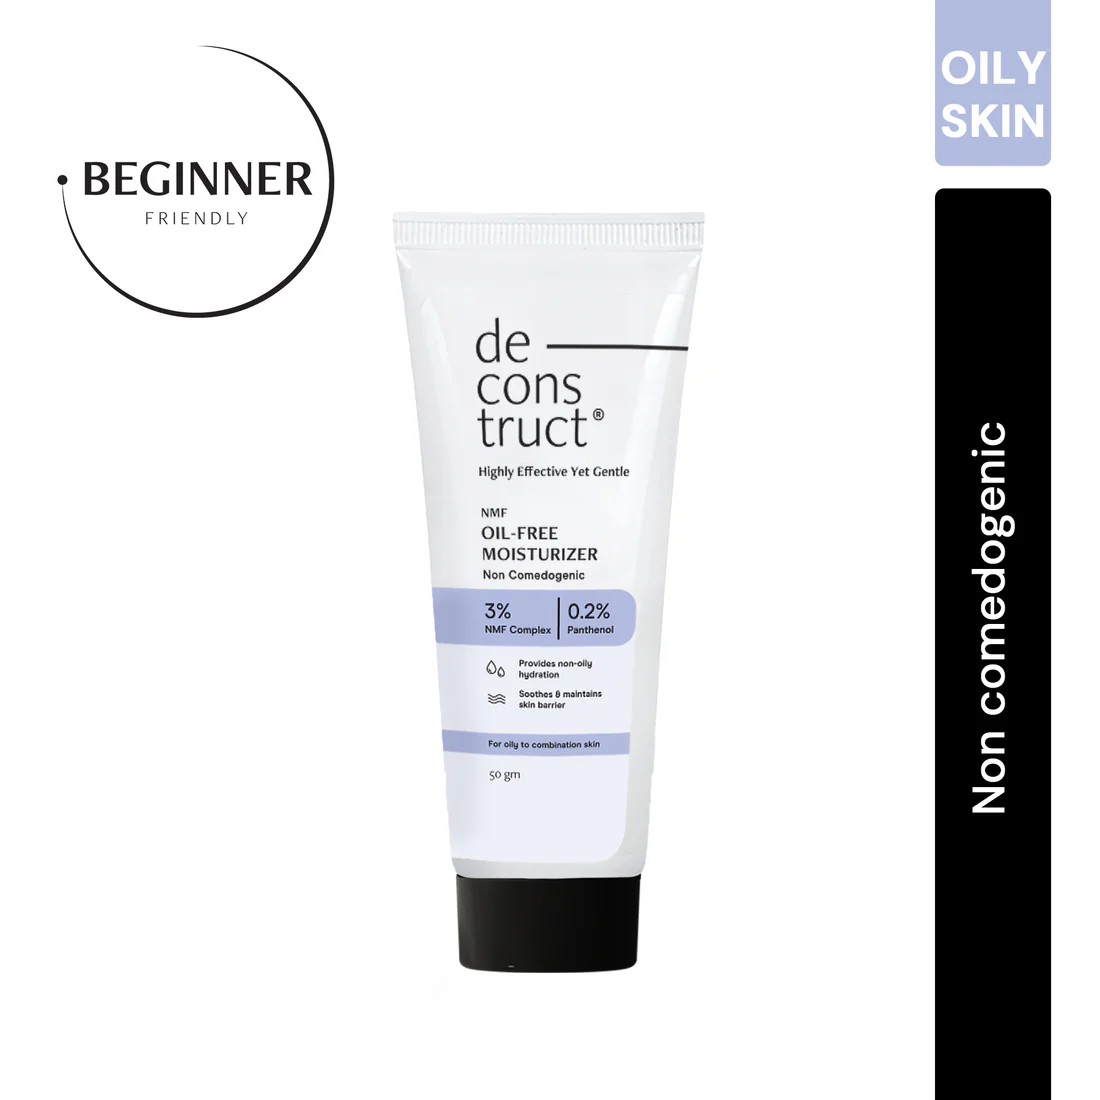 BEGINNER
FRIENDLY
OILY
SKIN
Non comedogenic
de
cons
truct®
Highly Effective Yet Gentle
NMF
OIL-FREE
MOISTURIZER
Non Comedogenic
3%
NMF Complex
0.2%
Panthenol
Provides non-oily
hydration
Soothes & maintains
skin barrier
For oily to combination skin
50 gm